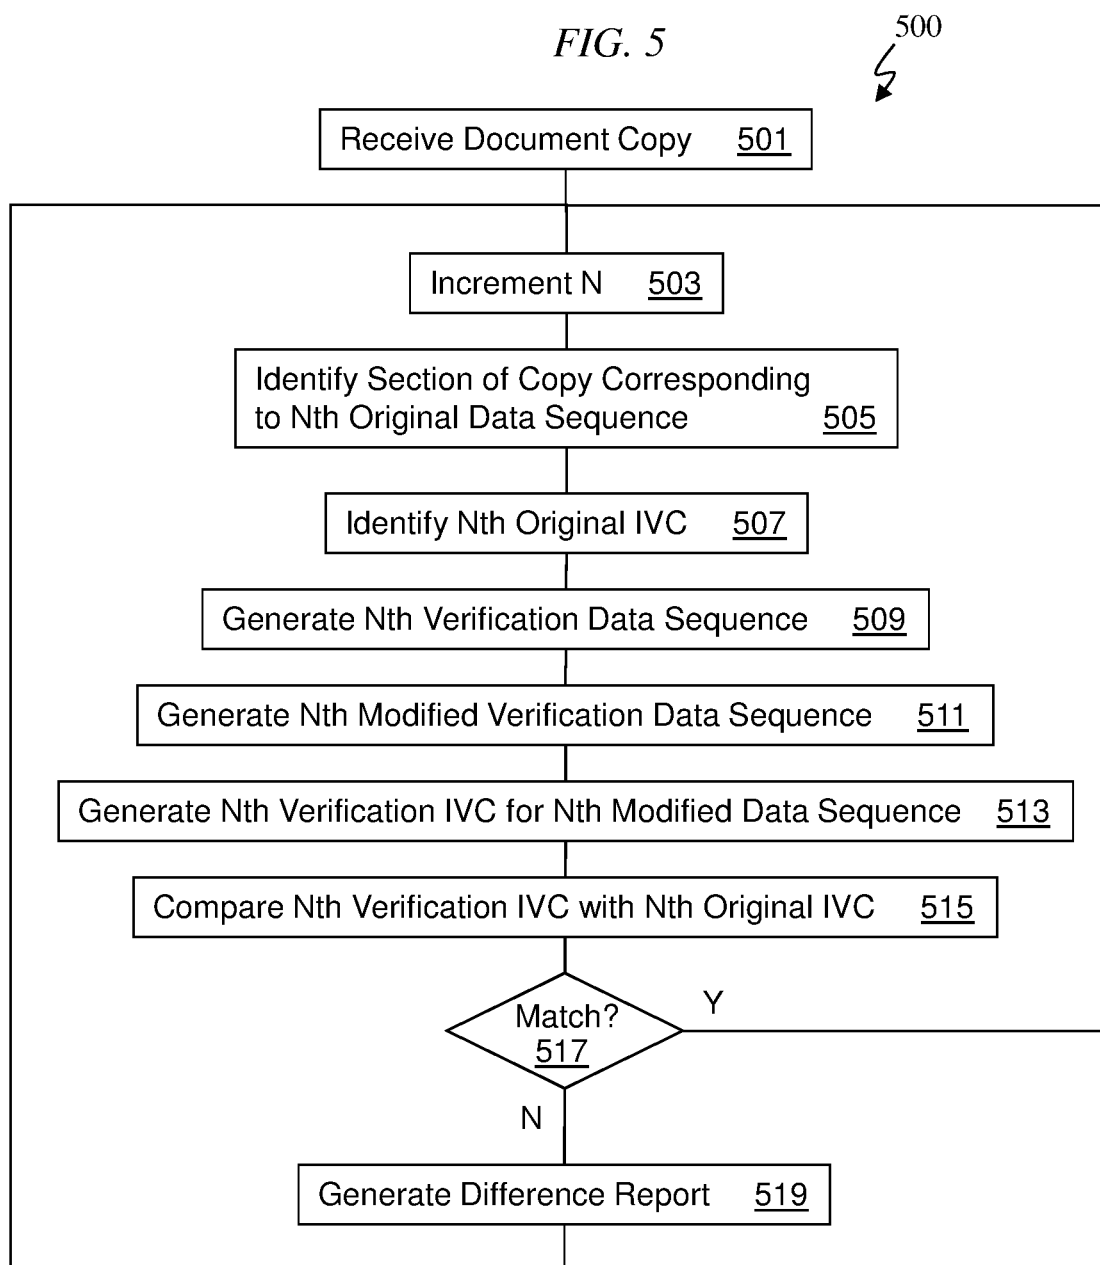 FIG. 5
500
Receive Document Copy 501
Increment N 503
Identify Section of Copy Corresponding
to Nth Original Data Sequence 505
Identify Nth Original IVC 507
Generate Nth Verification Data Sequence 509
Generate Nth Modified Verification Data Sequence 511
Generate Nth Verification IVC for Nth Modified Data Sequence 513
Compare Nth Verification IVC with Nth Original IVC 515
Match?
517
Y
N
Generate Difference Report 519